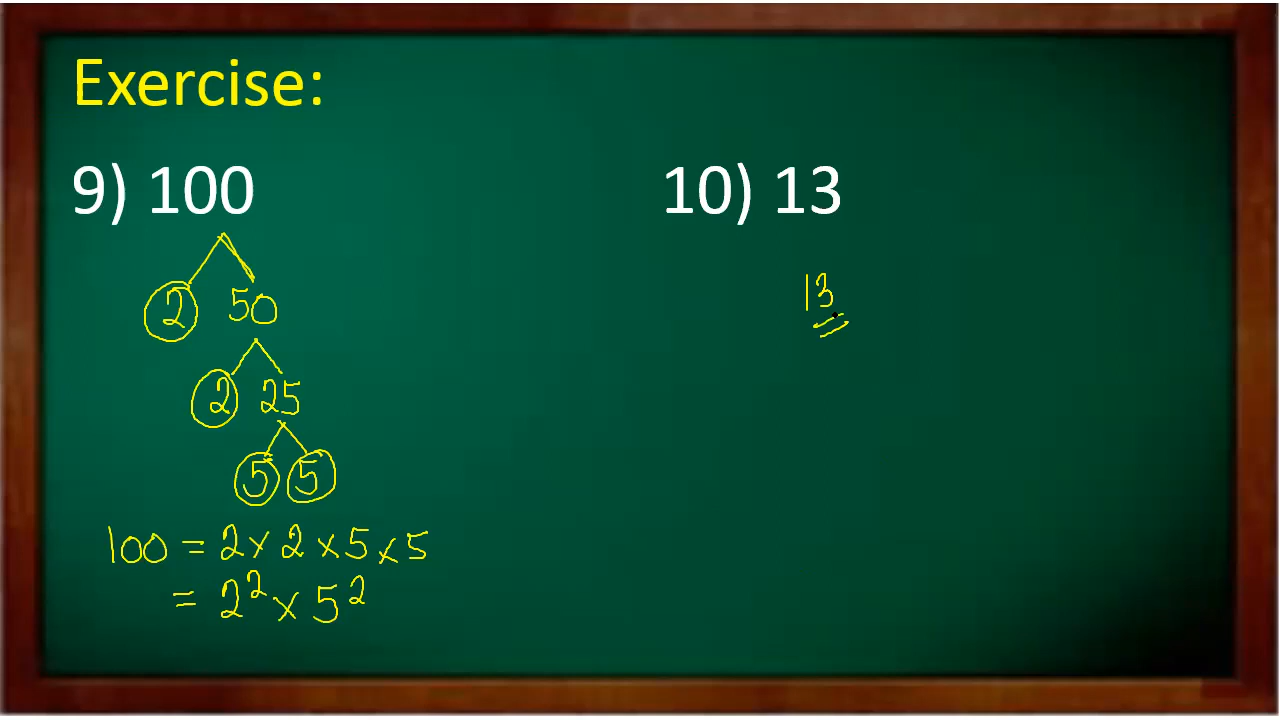 Exercise:
9) 100
2 50
2 25
5 5
100 = 2 × 2 × 5 × 5
= 2² × 5²
10) 13
13